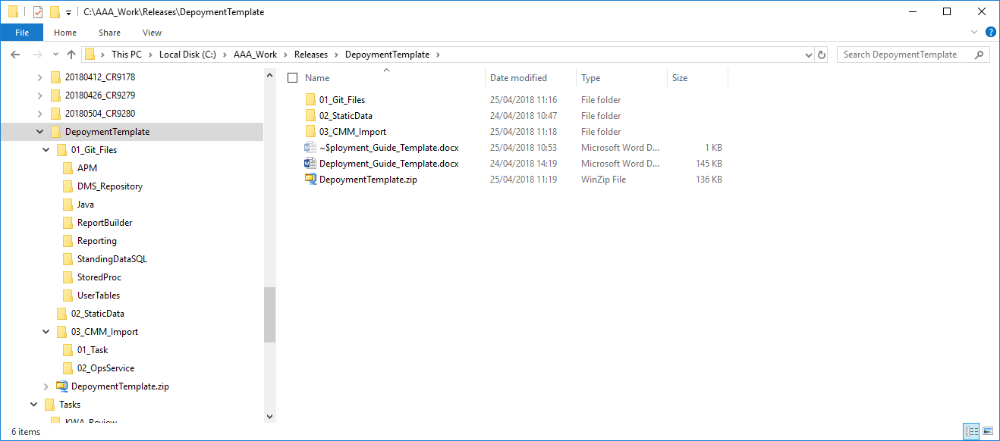 C:\AAA_Work\Releases\DepoymentTemplate
File Home Share View
This PC Local Disk (C:) AAA_Work Releases DepoymentTemplate
Search DepoymentTemplate
20180412_CR9178
20180426_CR9279
20180504_CR9280
DepoymentTemplate
01_Git_Files
APM
DMS_Repository
Java
ReportBuilder
Reporting
StandingDataSQL
StoredProc
UserTables
02_StaticData
03_CMM_Import
01_Task
02_OpsService
DepoymentTemplate.zip
Tasks
KWA_Review
Name Date modified Type Size
01_Git_Files 25/04/2018 11:16 File folder
02_StaticData 24/04/2018 10:47 File folder
03_CMM_Import 25/04/2018 11:18 File folder
~$ployment_Guide_Template.docx 25/04/2018 10:53 Microsoft Word D... 1 KB
Deployment_Guide_Template.docx 24/04/2018 14:19 Microsoft Word D... 145 KB
DepoymentTemplate.zip 25/04/2018 11:19 WinZip File 136 KB
6 items